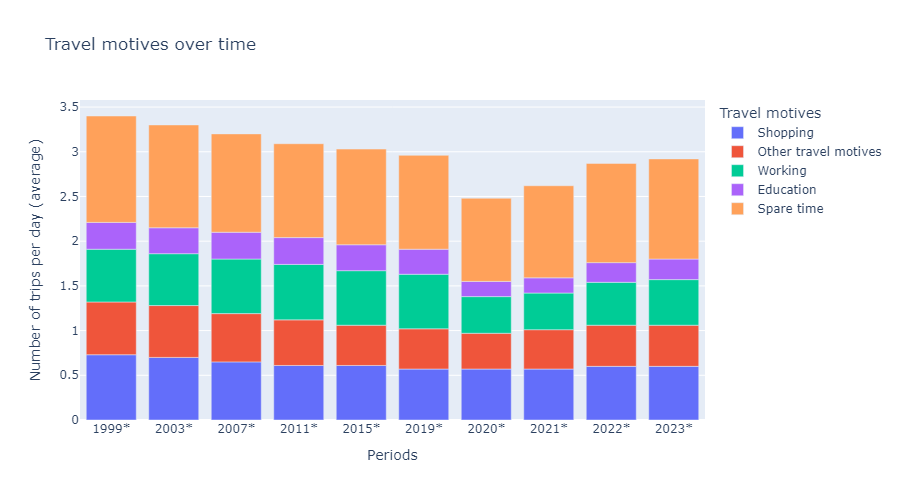 Travel motives over time
Number of trips per day (average)
3.5
3
2.5
2
1.5
1
0.5
0
1999* 2003* 2007* 2011* 2015* 2019* 2020* 2021* 2022* 2023*
Periods
Travel motives
Shopping
Other travel motives
Working
Education
Spare time